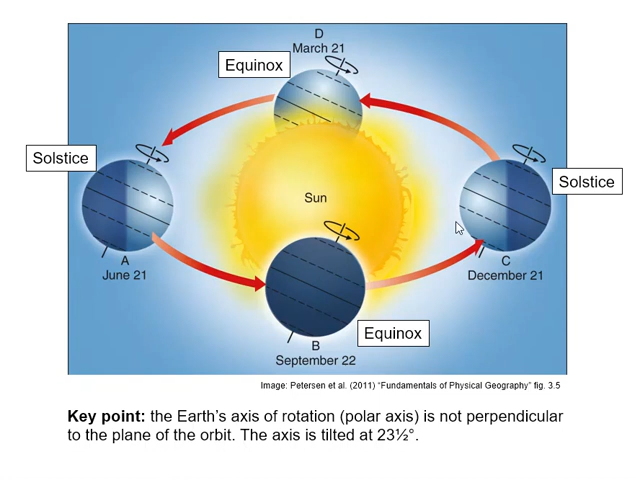 D
March 21
Equinox
Solstice
Solstice
Sun
A
June 21
C
December 21
Equinox
B
September 22
Image: Petersen et al. (2011) “Fundamentals of Physical Geography” fig. 3.5
Key point: the Earth’s axis of rotation (polar axis) is not perpendicular
to the plane of the orbit. The axis is tilted at 23½°.